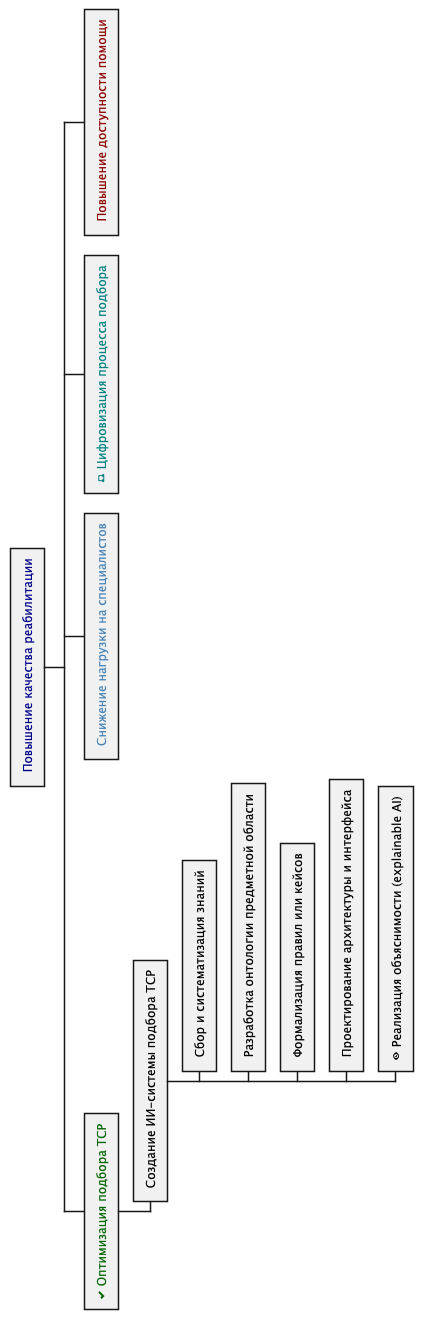 Повышение качества реабилитации
✔ Оптимизация подбора ТСР
Создание ИИ-системы подбора ТСР
Сбор и систематизация знаний
Разработка онтологии предметной области
Формализация правил или кейсов
Проектирование архитектуры и интерфейса
Реализация объяснимости (explainable AI)
Снижение нагрузки на специалистов
Цифровизация процесса подбора
Повышение доступности помощи